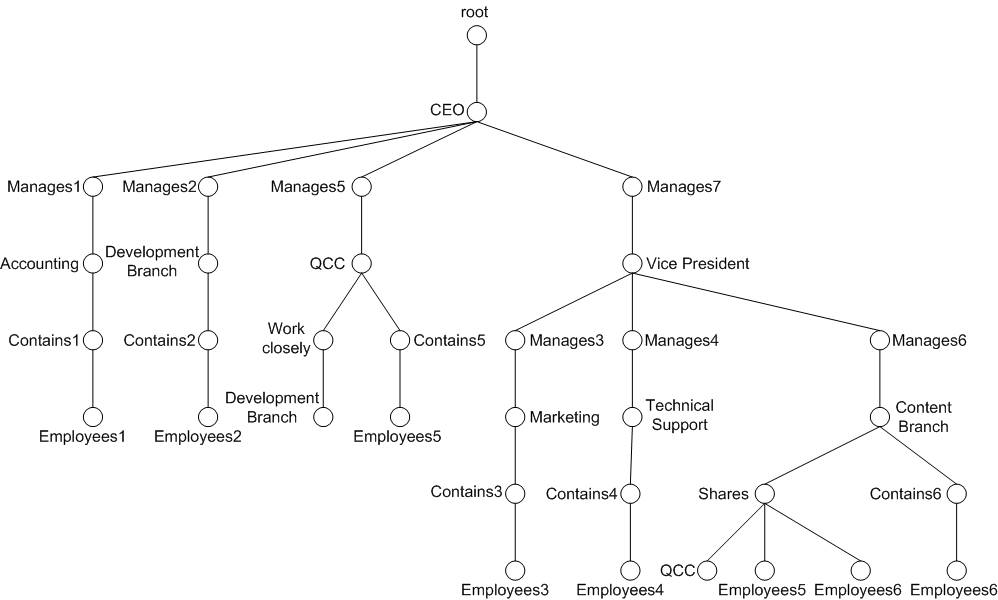 root
CEO
Manages1
Manages2
Manages5
Manages7
Accounting
Development
Branch
QCC
Vice President
Contains1
Contains2
Work
closely
Contains5
Manages3
Manages4
Manages6
Employees1
Employees2
Development
Branch
Employees5
Marketing
Technical
Support
Content
Branch
Contains3
Contains4
Shares
Contains6
Employees3
Employees4
QCC
Employees5
Employees6
Employees6